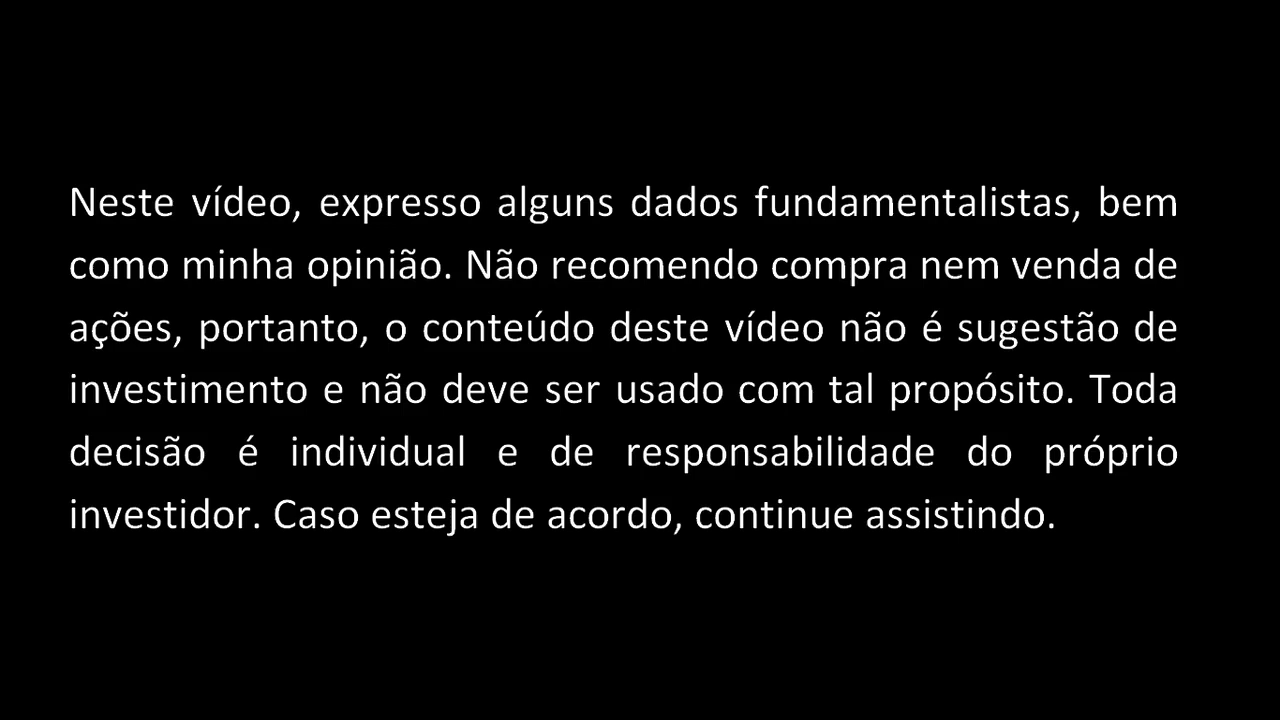 Neste vídeo, expresso alguns dados fundamentalistas, bem
como minha opinião. Não recomendo compra nem venda de
ações, portanto, o conteúdo deste vídeo não é sugestão de
investimento e não deve ser usado com tal propósito. Toda
decisão é individual e de responsabilidade do próprio
investidor. Caso esteja de acordo, continue assistindo.